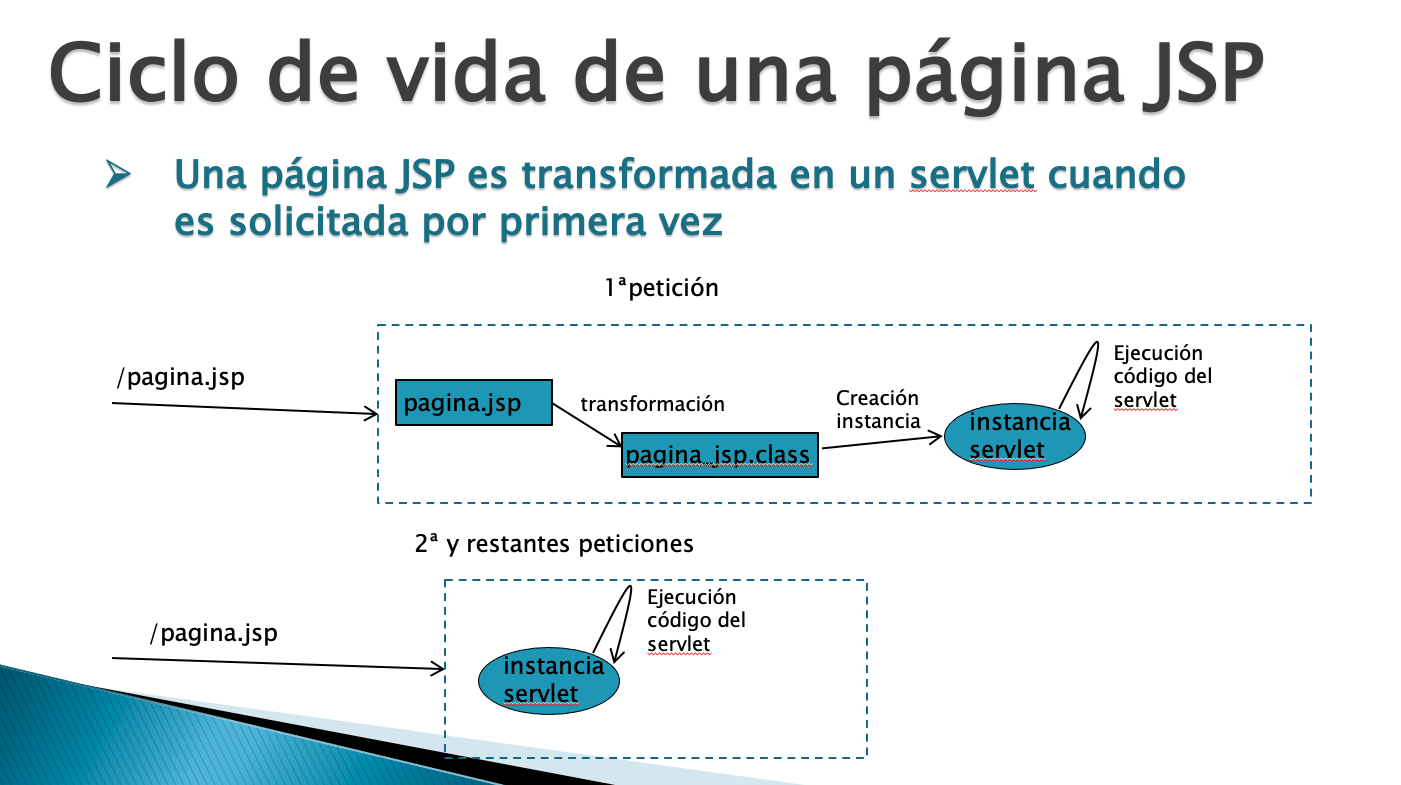 Ciclo de vida de una página JSP
Una página JSP es transformada en un servlet cuando
es solicitada por primera vez
1ªpetición
/pagina.jsp
pagina.jsp
transformación
pagina_jsp.class
Creación
instancia
instancia
servlet
Ejecución
código del
servlet
2ª y restantes peticiones
/pagina.jsp
instancia
servlet
Ejecución
código del
servlet